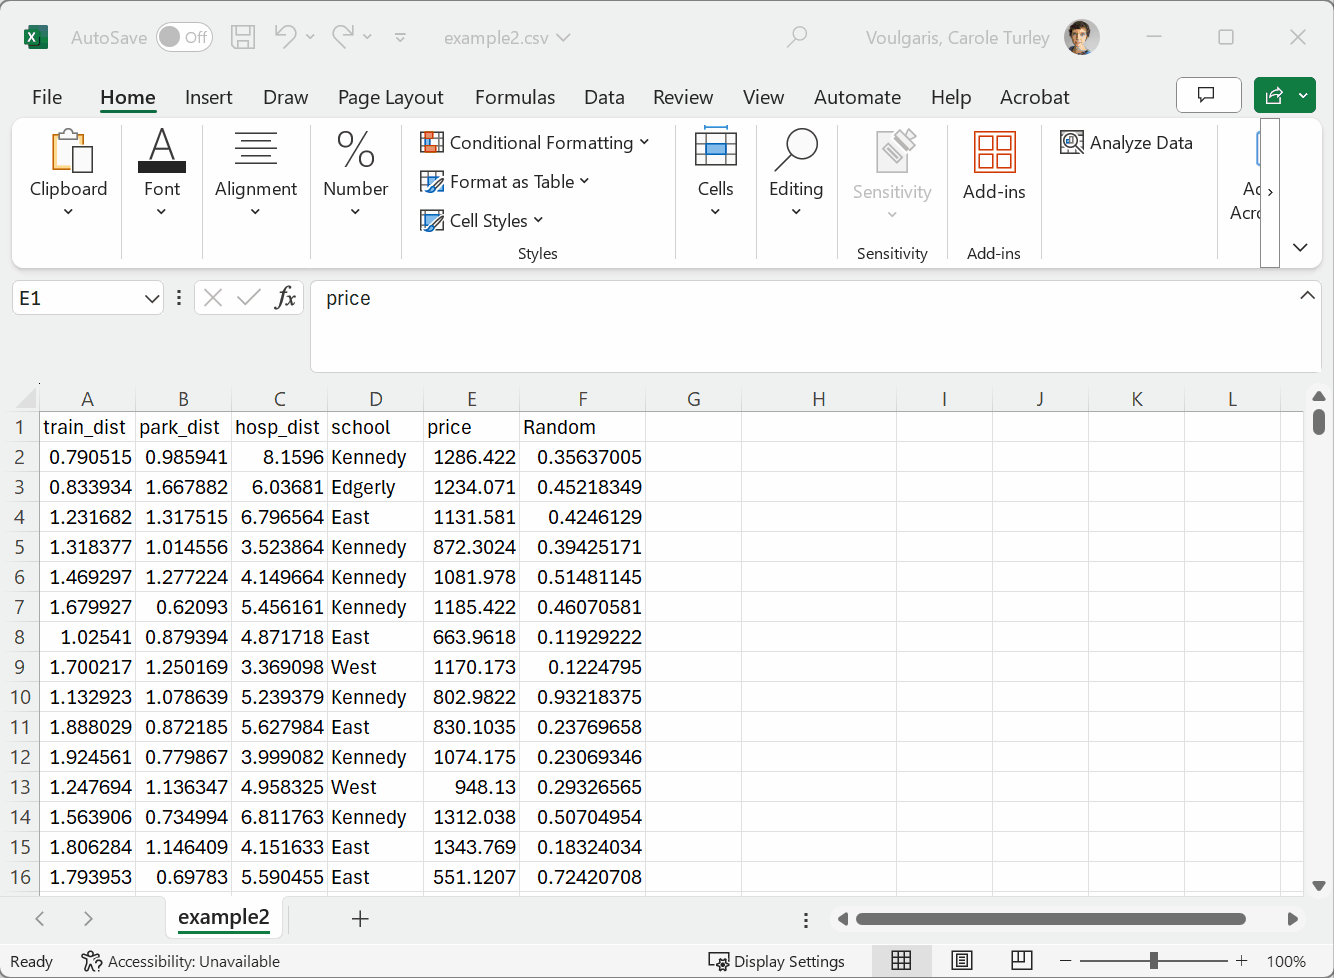 AutoSave Off example2.csv Voulgaris, Carole Turley
File Home Insert Draw Page Layout Formulas Data Review View Automate Help Acrobat
Clipboard Font Alignment Number Conditional Formatting Format as Table Cell Styles Cells Editing Sensitivity Add-ins Analyze Data
Styles Sensitivity Add-ins
E1 fx price
A B C D E F G H I J K L
1 train_dist park_dist hosp_dist school price Random
2 0.790515 0.985941 8.1596 Kennedy 1286.422 0.35637005
3 0.833934 1.667882 6.03681 Edgerly 1234.071 0.45218349
4 1.231682 1.317515 6.796564 East 1131.581 0.4246129
5 1.318377 1.014556 3.523864 Kennedy 872.3024 0.39425171
6 1.469297 1.277224 4.149664 Kennedy 1081.978 0.51481145
7 1.679927 0.62093 5.456161 Kennedy 1185.422 0.46070581
8 1.02541 0.879394 4.871718 East 663.9618 0.11929222
9 1.700217 1.250169 3.369098 West 1170.173 0.1224795
10 1.132923 1.078639 5.239379 Kennedy 802.9822 0.93218375
11 1.888029 0.872185 5.627984 East 830.1035 0.23769658
12 1.924561 0.779867 3.999082 Kennedy 1074.175 0.23069346
13 1.247694 1.136347 4.958325 West 948.13 0.29326565
14 1.563906 0.734994 6.811763 Kennedy 1312.038 0.50704954
15 1.806284 1.146409 4.151633 East 1343.769 0.18324034
16 1.793953 0.69783 5.590455 East 551.1207 0.72420708
example2
Ready Accessibility: Unavailable Display Settings 100%